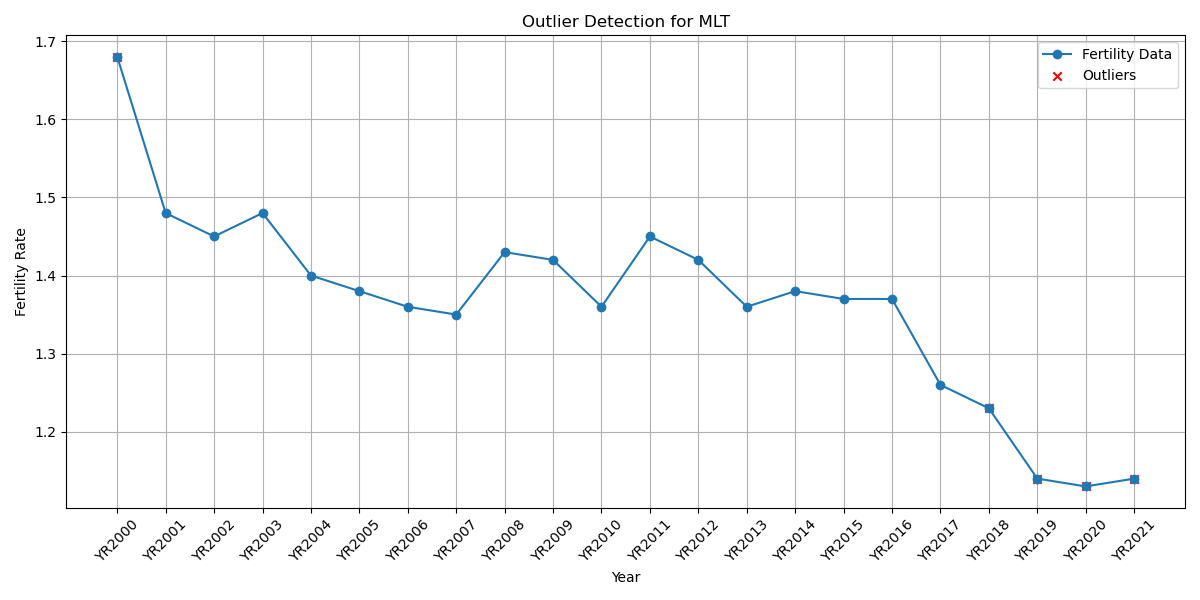 Outlier Detection for MLT
Fertility Data
Outliers
Fertility Rate
1.7
1.6
1.5
1.4
1.3
1.2
YR2000
YR2001
YR2002
YR2003
YR2004
YR2005
YR2006
YR2007
YR2008
YR2009
YR2010
YR2011
YR2012
YR2013
YR2014
YR2015
YR2016
YR2017
YR2018
YR2019
YR2020
YR2021
Year